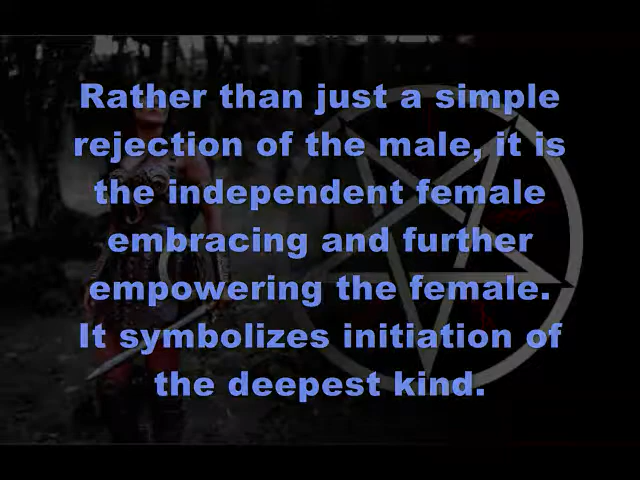 Rather than just a simple
rejection of the male, it is
the independent female
embracing and further
empowering the female.
It symbolizes initiation of
the deepest kind.